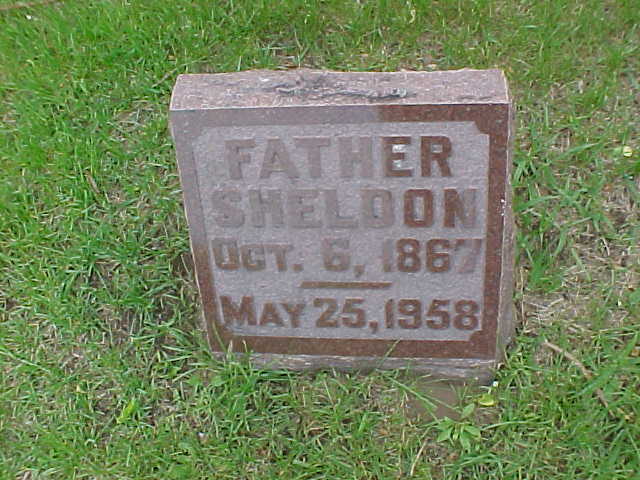 FATHER
SHELDON
OCT. 6, 1867
MAY 25, 1958